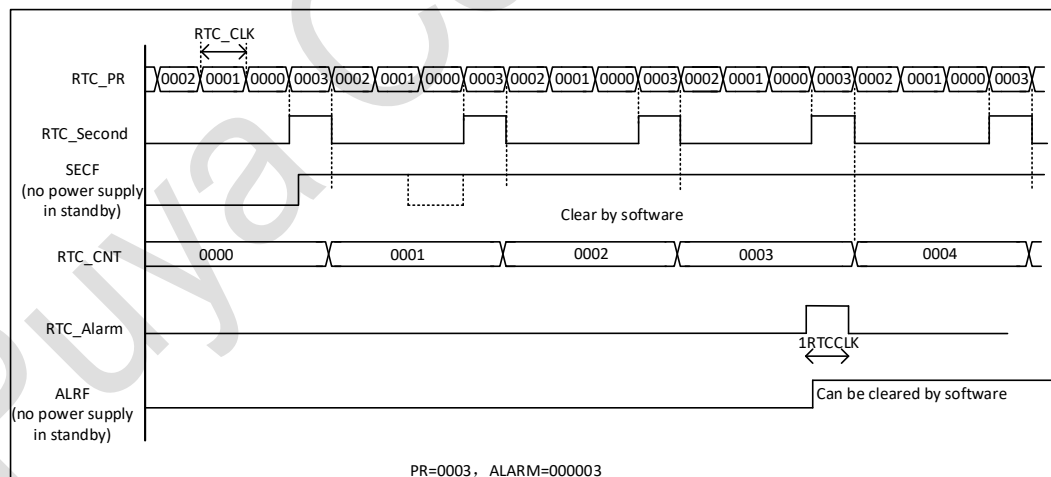 RTC_CLK
RTC_PR
0002 0001 0000 0003 0002 0001 0000 0003 0002 0001 0000 0003 0002 0001 0000 0003 0002 0001 0000 0003
RTC_Second
SECF
(no power supply
in standby)
Clear by software
RTC_CNT
0000 0001 0002 0003 0004
RTC_Alarm
1RTCCLK
ALRF
(no power supply
in standby)
Can be cleared by software
PR=0003, ALARM=000003
Puya C